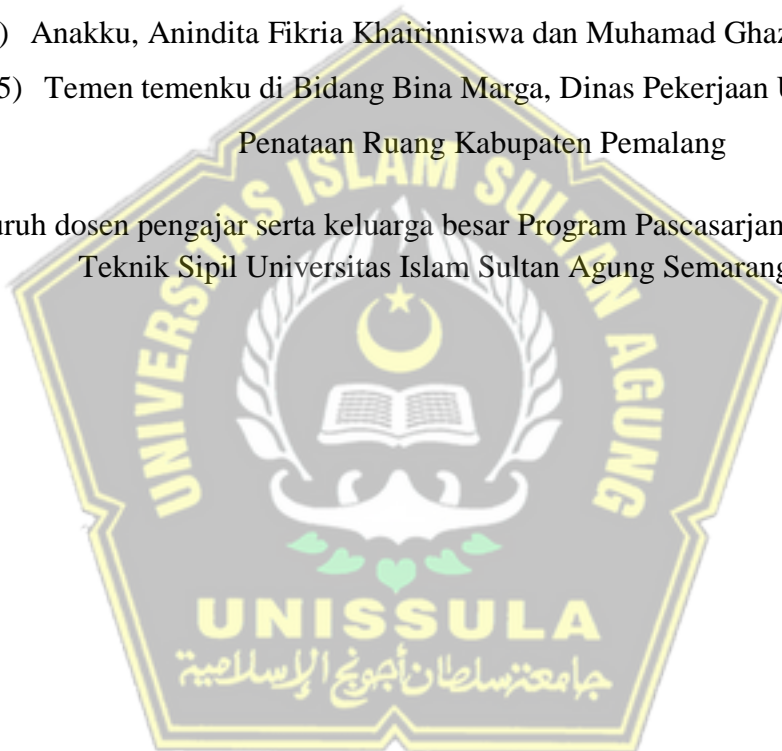 ) Anakku, Anindita Fikria Khairinniswa dan Muhamad Ghaz
5) Temen temenku di Bidang Bina Marga, Dinas Pekerjaan U
Penataan Ruang Kabupaten Pemalang
uruh dosen pengajar serta keluarga besar Program Pascasarjan
Teknik Sipil Universitas Islam Sultan Agung Semarang
UNIVERSITAS ISLAM SULTAN AGUNG
UNISSULA
جامعتسلطان أجونج الإسلامية